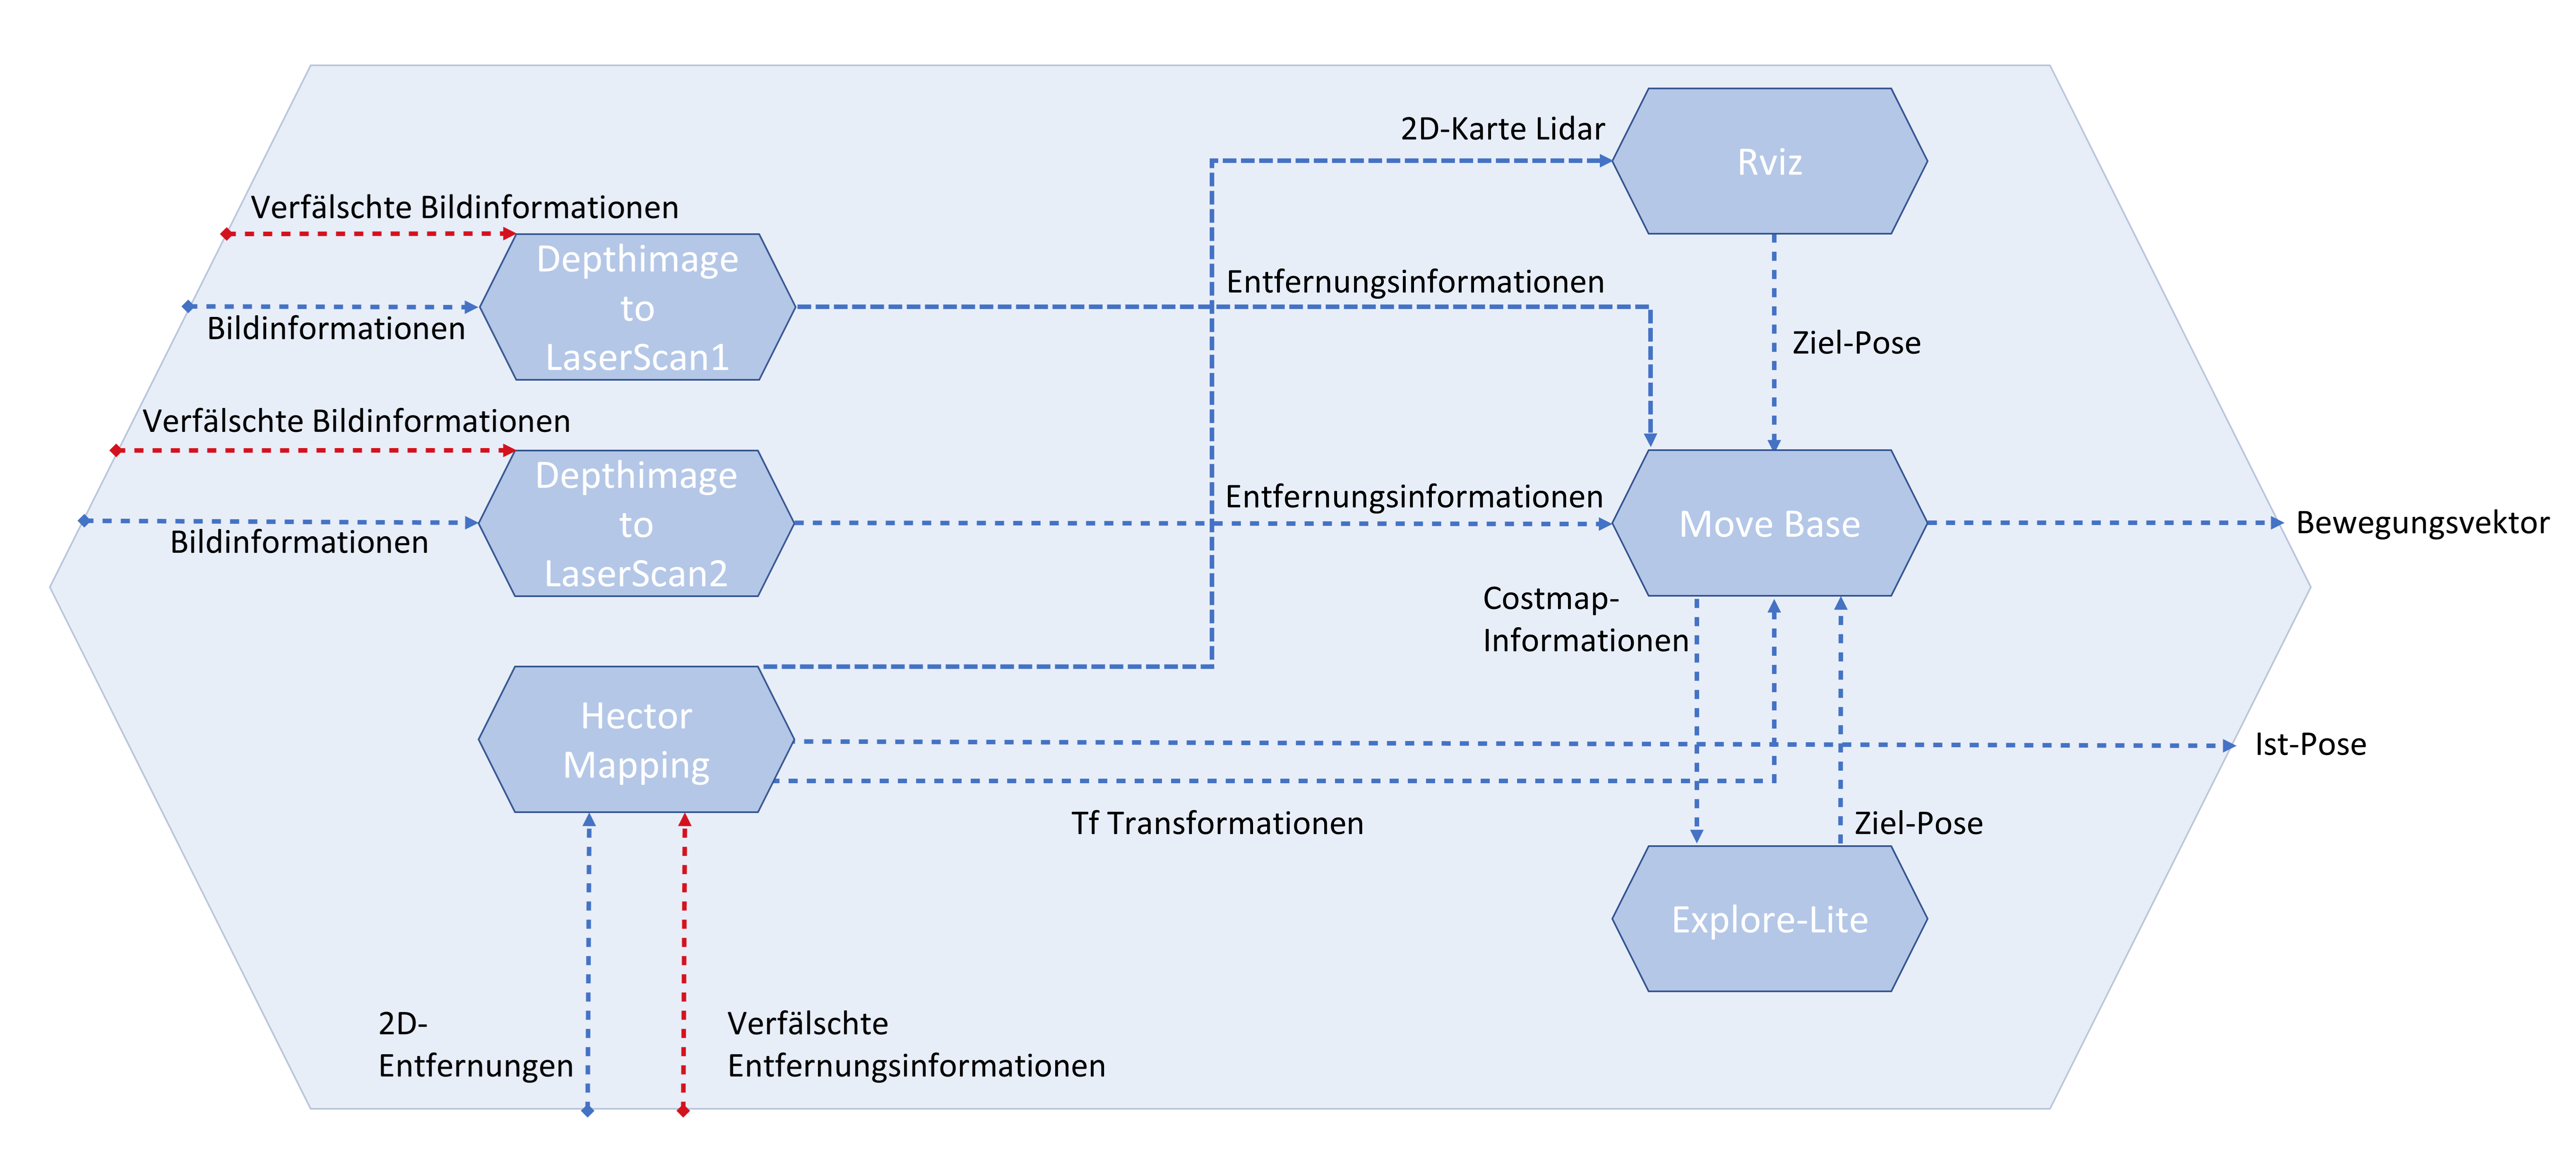 2D-Karte Lidar
Rviz
Verfälschte Bildinformationen
Depthimage
to
LaserScan1
Bildinformationen
Entfernungsinformationen
Ziel-Pose
Verfälschte Bildinformationen
Depthimage
to
LaserScan2
Bildinformationen
Entfernungsinformationen
Move Base
Bewegungsvektor
Costmap-
Informationen
Hector
Mapping
Ist-Pose
Tf Transformationen
Ziel-Pose
Explore-Lite
2D-
Entfernungen
Verfälschte
Entfernungsinformationen